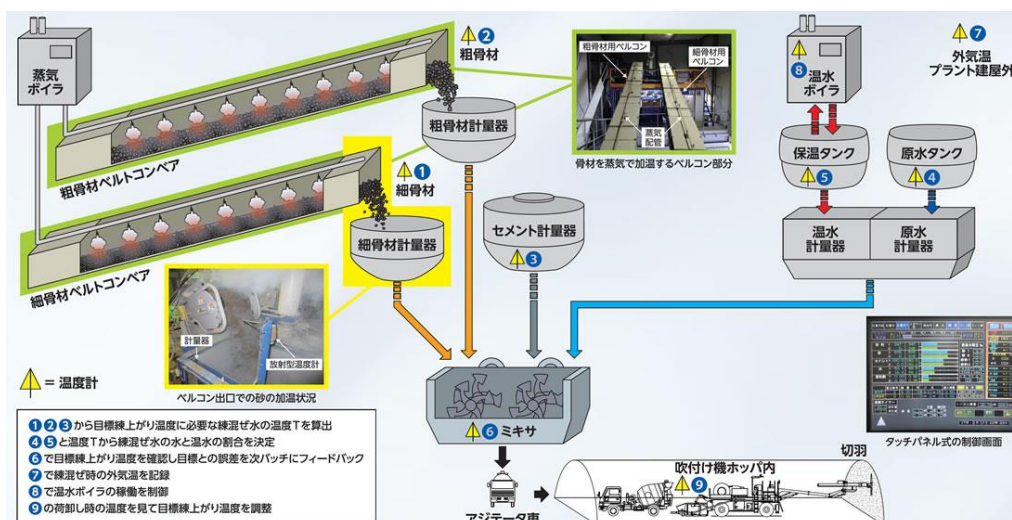 蒸気
ボイラ
②
粗骨材
粗骨材計量器
粗骨材ベルトコンベア
①
細骨材
細骨材計量器
細骨材ベルトコンベア
粗骨材用ベルコン
細骨材用
ベルコン
蒸気
配管
骨材を蒸気で加温するベルコン部分
セメント計量器
③
⑧
温水
ボイラ
⑦
外気温
プラント建屋外
保温タンク
⑤
原水タンク
④
温水
計量器
原水
計量器
計量器
放射型温度計
ベルコン出口での砂の加温状況
=温度計
⑥ミキサ
タッチパネル式の制御画面
①②③から目標練上がり温度に必要な練混ぜ水の温度Tを算出
④⑤と温度Tから練混ぜ水の水と温水の割合を決定
⑥で目標練上がり温度を確認し目標との誤差を次バッチにフィードバック
⑦で練混ぜ時の外気温を記録
⑧で温水ボイラの稼働を制御
⑨の荷卸し時の温度を見て目標練上がり温度を調整
アジテータ車
吹付け機ホッパ内
⑨
切羽